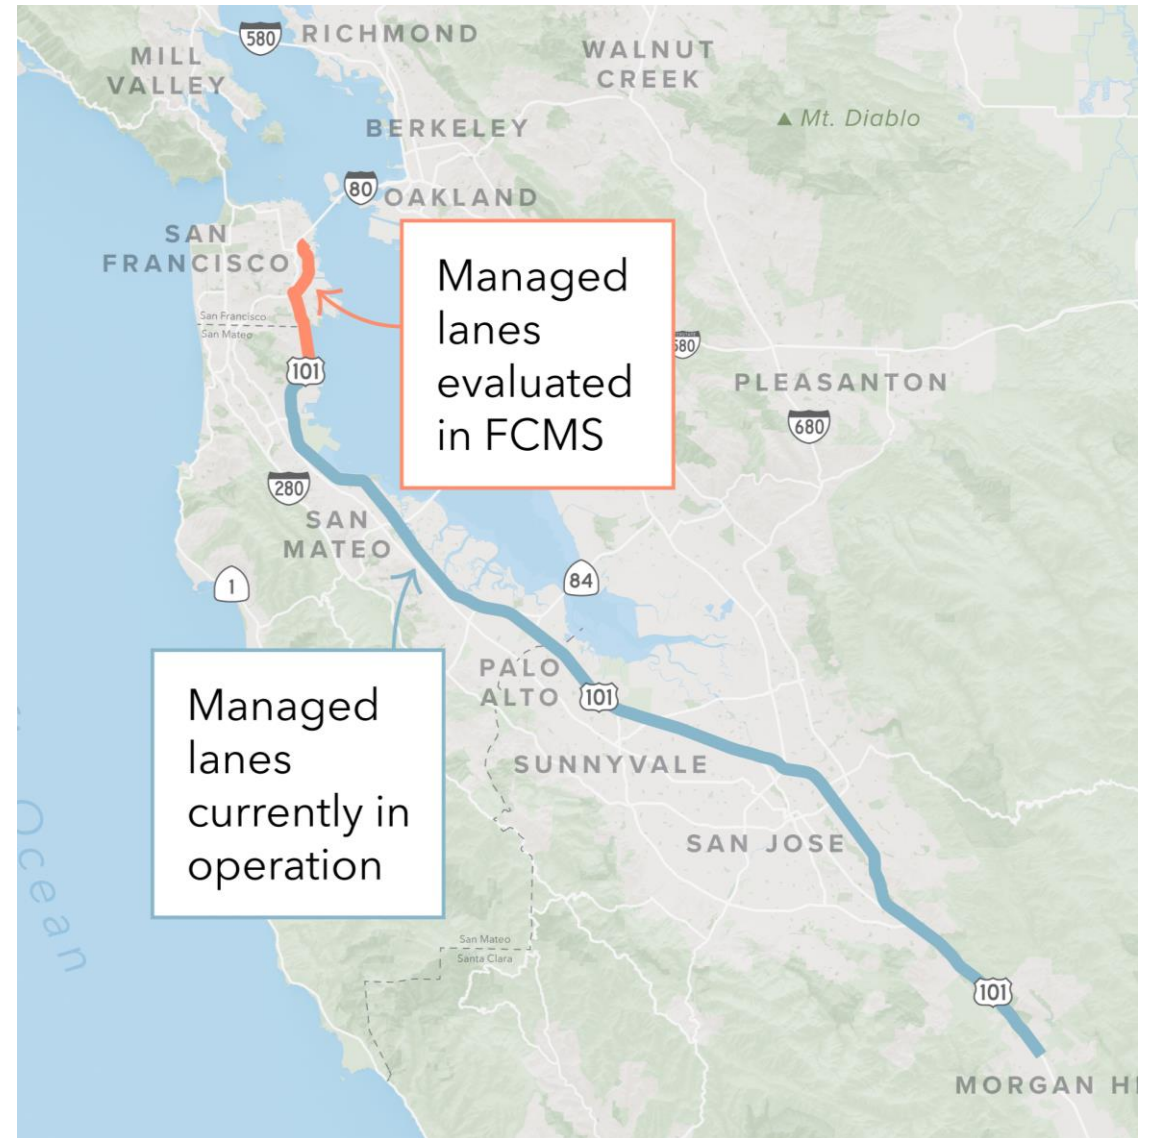 580
RICHMOND
MILL
VALLEY
WALNUT
CREEK
Mt. Diablo
BERKELEY
80
OAKLAND
SAN
FRANCISCO
Managed
lanes
evaluated
in FCMS
San Francisco
San Mateo
101
580
PLEASANTON
680
280
SAN
MATEO
1
84
PALO
ALTO
101
Managed
lanes
currently in
operation
SUNNYVALE
SAN JOSE
Ocean
San Mateo
Santa Clara
101
MORGAN HI